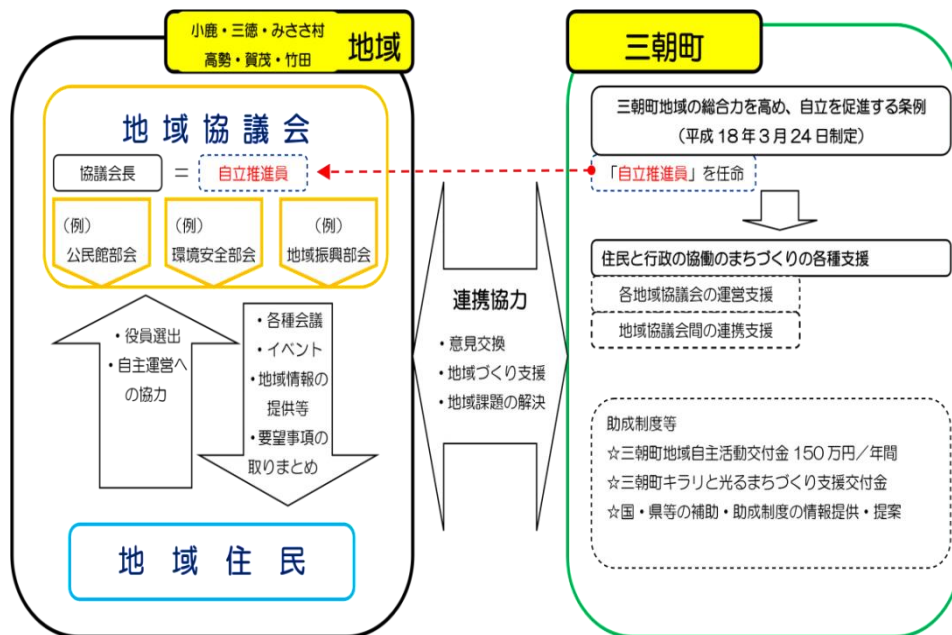 小鹿・三徳・みささ村
高勢・賀茂・竹田
地域
地域協議会
協議会長
＝
自立推進員
（例）
公民館部会
（例）
環境安全部会
（例）
地域振興部会
・役員選出
・自主運営へ
の協力
・各種会議
・イベント
・地域情報の
提供等
・要望事項の
取りまとめ
地域住民
連携協力
・意見交換
・地域づくり支援
・地域課題の解決
三朝町
三朝町地域の総合力を高め、自立を促進する条例
（平成18年3月24日制定）
「自立推進員」を任命
住民と行政の協働のまちづくりの各種支援
各地域協議会の運営支援
地域協議会間の連携支援
助成制度等
☆三朝町地域自主活動交付金150万円／年間
☆三朝町キラリと光るまちづくり支援交付金
☆国・県等の補助・助成制度の情報提供・提案